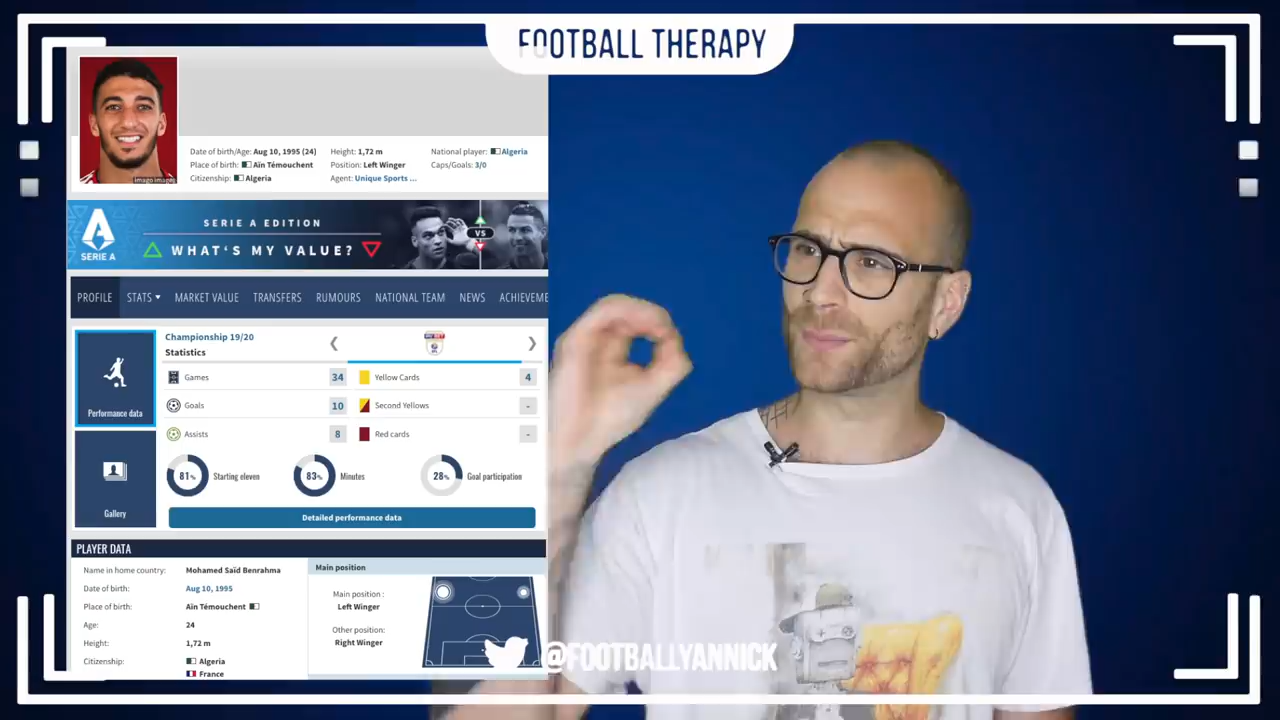 FOOTBALL THERAPY
imago images
Date of birth/Age: Aug 10, 1995 (24)
Place of birth: Aïn Témouchent
Citizenship: Algeria
Height: 1,72 m
Position: Left Winger
Agent: Unique Sports ...
National player: Algeria
Caps/Goals: 3/0
SERIE A
SERIE A EDITION
WHAT'S MY VALUE?
VS
PROFILE STATS MARKET VALUE TRANSFERS RUMOURS NATIONAL TEAM NEWS ACHIEVEME
Performance data
Gallery
Championship 19/20
Statistics
Games 34 Yellow Cards 4
Goals 10 Second Yellows -
Assists 8 Red cards -
81% Starting eleven 83% Minutes 28% Goal participation
Detailed performance data
PLAYER DATA
Name in home country: Mohamed Saïd Benrahma
Date of birth: Aug 10, 1995
Place of birth: Aïn Témouchent
Age: 24
Height: 1,72 m
Citizenship: Algeria
France
Main position
Main position :
Left Winger
Other position:
Right Winger
@FOOTBALLYANNICK